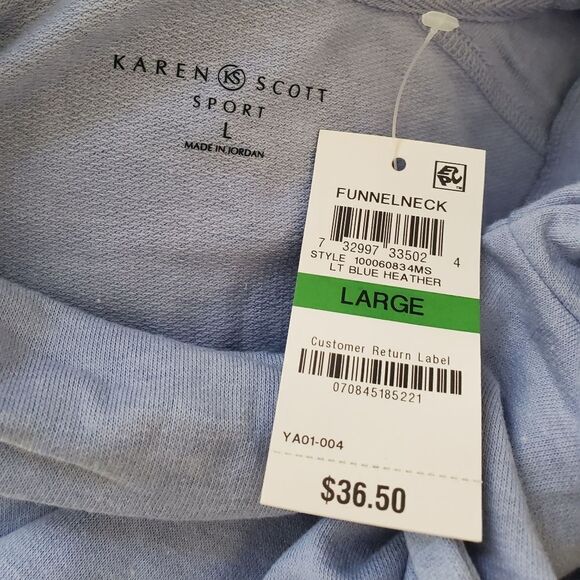 KAREN KS SCOTT
SPORT
L
MADE IN JORDAN
FUNNELNECK
7 32997 33502 4
STYLE 100060834MS
LT BLUE HEATHER
LARGE
Customer Return Label
070845185221
YA01-004
$36.50